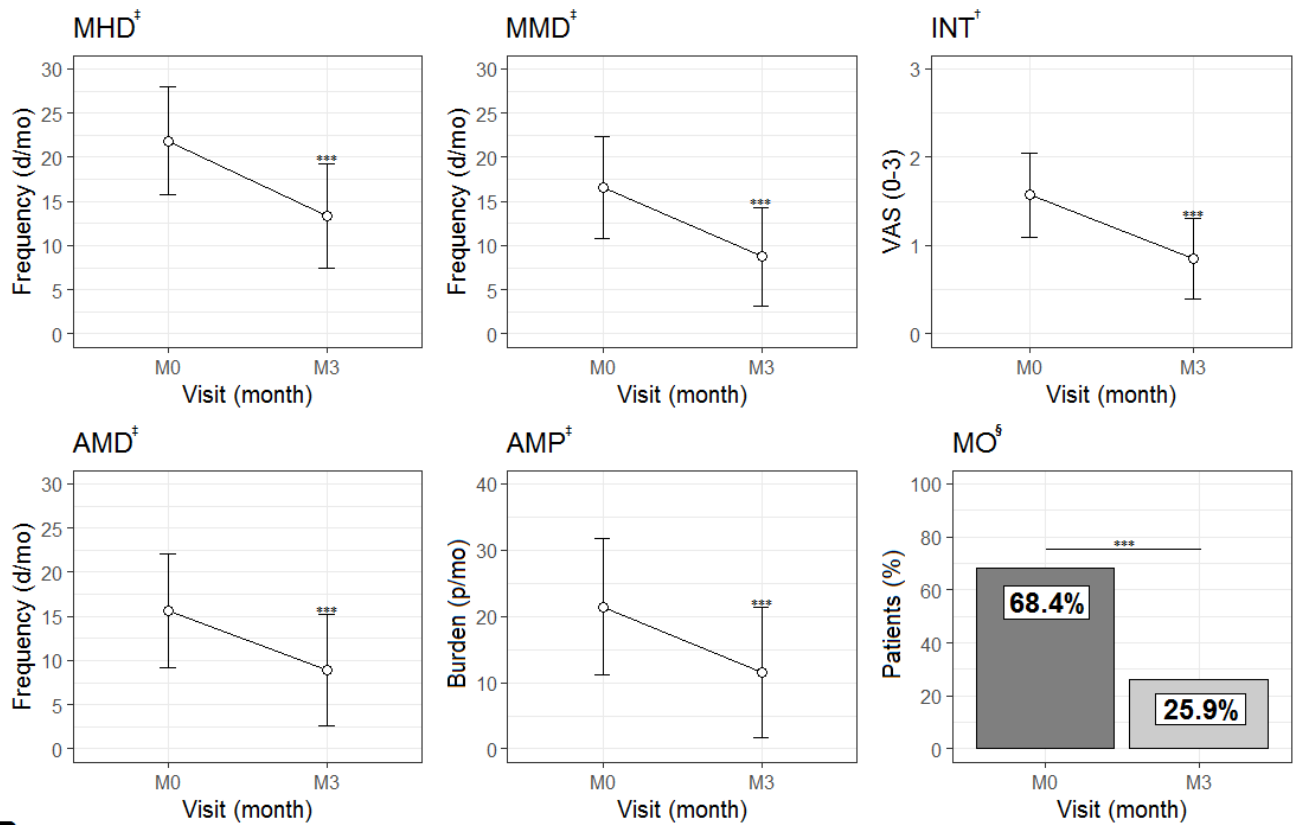 MHD‡
30
25
20
15
10
5
0
Frequency (d/mo)
***
M0
M3
Visit (month)
MMD‡
30
25
20
15
10
5
0
Frequency (d/mo)
***
M0
M3
Visit (month)
INT†
3
2
1
0
VAS (0-3)
***
M0
M3
Visit (month)
AMD‡
30
25
20
15
10
5
0
Frequency (d/mo)
***
M0
M3
Visit (month)
AMP‡
40
30
20
10
0
Burden (p/mo)
***
M0
M3
Visit (month)
MO§
100
80
60
40
20
0
Patients (%)
***
68.4%
25.9%
M0
M3
Visit (month)